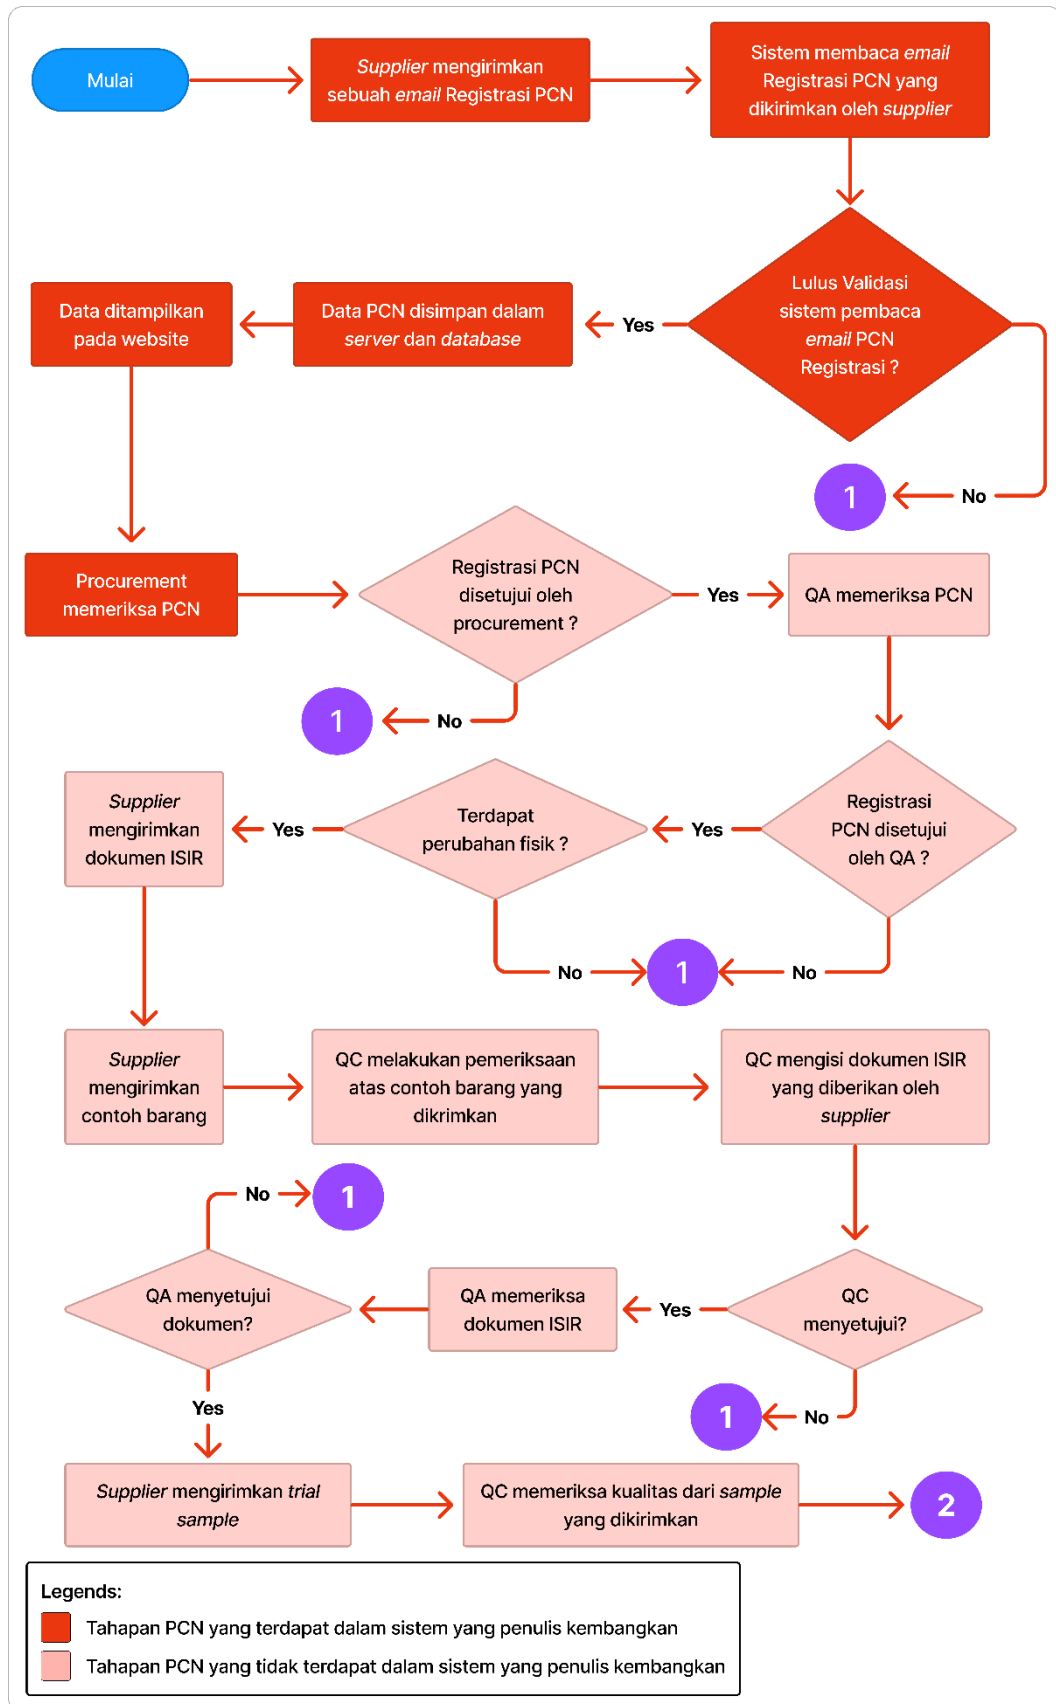 Mulai
Supplier mengirimkan
sebuah email Registrasi PCN
Sistem membaca email
Registrasi PCN yang
dikirimkan oleh supplier
Lulus Validasi
sistem pembaca
email PCN
Registrasi ?
Yes
No
1
Data PCN disimpan dalam
server dan database
Data ditampilkan
pada website
Procurement
memeriksa PCN
Registrasi PCN
disetujui oleh
procurement ?
Yes
No
1
QA memeriksa PCN
Registrasi
PCN disetujui
oleh QA ?
Yes
No
Terdapat
perubahan fisik ?
Yes
No
1
Supplier
mengirimkan
dokumen ISIR
Supplier
mengirimkan
contoh barang
QC melakukan pemeriksaan
atas contoh barang yang
dikrimkan
QC mengisi dokumen ISIR
yang diberikan oleh
supplier
QC
menyetujui?
Yes
No
1
QA memeriksa
dokumen ISIR
QA menyetujui
dokumen?
No
1
Yes
Supplier mengirimkan trial
sample
QC memeriksa kualitas dari sample
yang dikirimkan
2
Legends:
Tahapan PCN yang terdapat dalam sistem yang penulis kembangkan
Tahapan PCN yang tidak terdapat dalam sistem yang penulis kembangkan